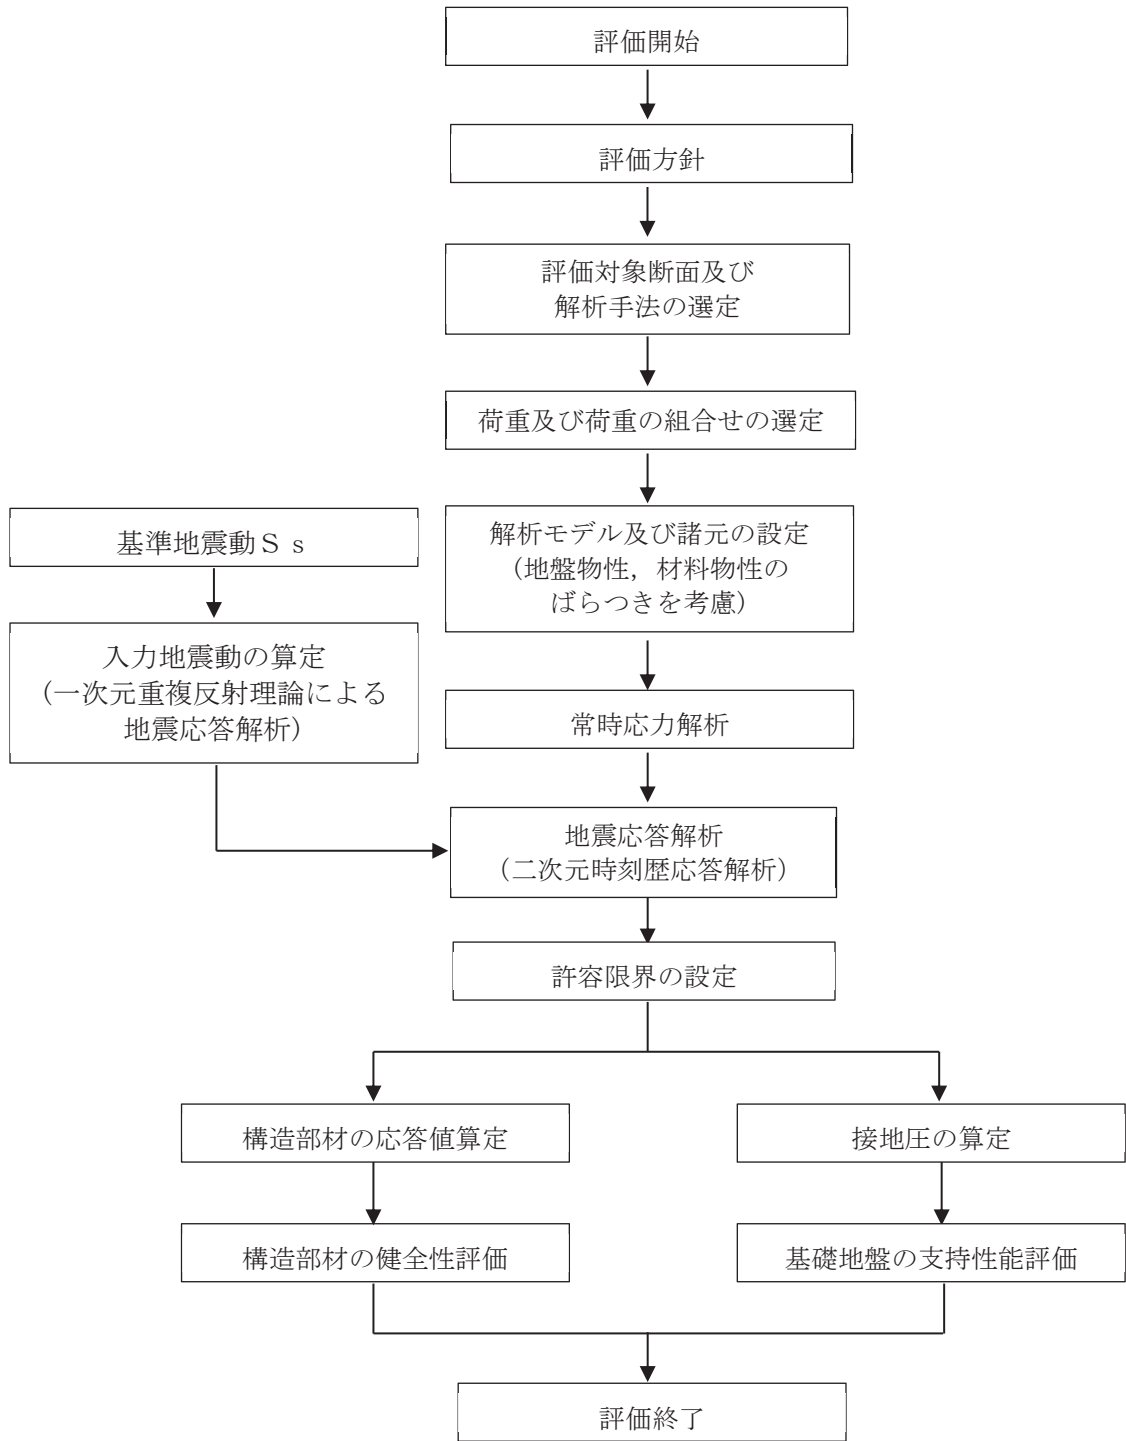 評価開始
評価方針
評価対象断面及び
解析手法の選定
荷重及び荷重の組合せの選定
基準地震動Ｓｓ
解析モデル及び諸元の設定
（地盤物性，材料物性の
ばらつきを考慮）
入力地震動の算定
（一次元重複反射理論による
地震応答解析）
常時応力解析
地震応答解析
（二次元時刻歴応答解析）
許容限界の設定
構造部材の応答値算定
接地圧の算定
構造部材の健全性評価
基礎地盤の支持性能評価
評価終了